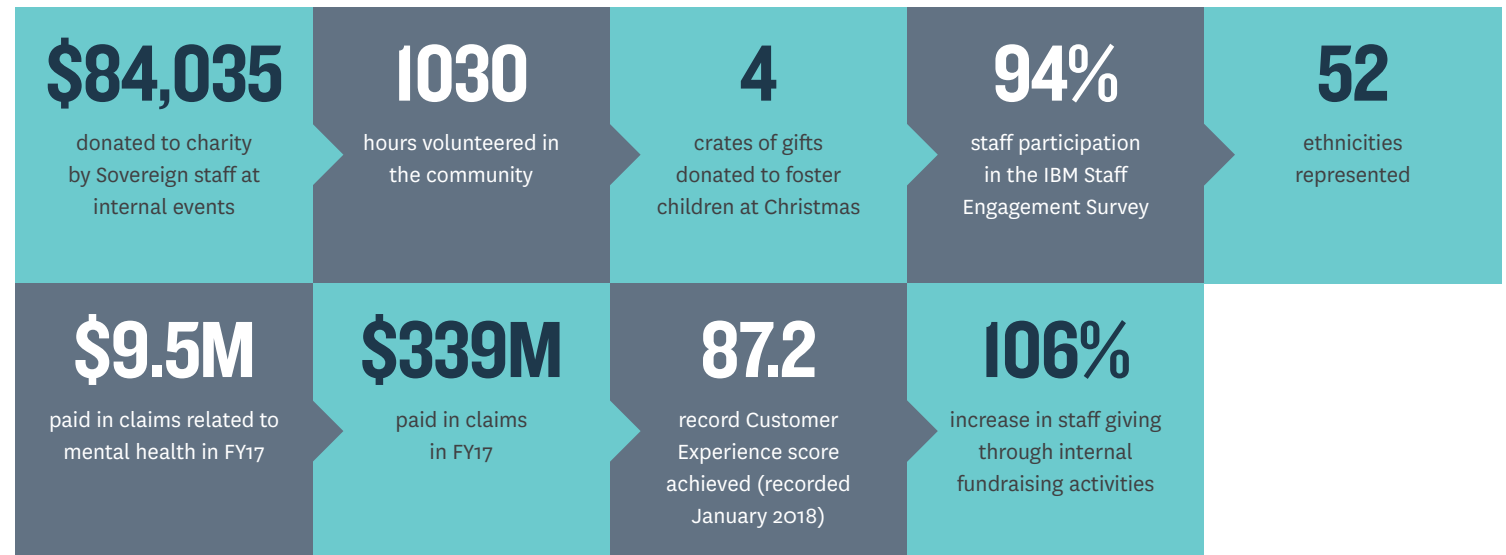 $84,035
donated to charity
by Sovereign staff at
internal events
1030
hours volunteered in
the community
4
crates of gifts
donated to foster
children at Christmas
94%
staff participation
in the IBM Staff
Engagement Survey
52
ethnicities
represented
$9.5M
paid in claims related to
mental health in FY17
$339M
paid in claims
in FY17
87.2
record Customer
Experience score
achieved (recorded
January 2018)
106%
increase in staff giving
through internal
fundraising activities